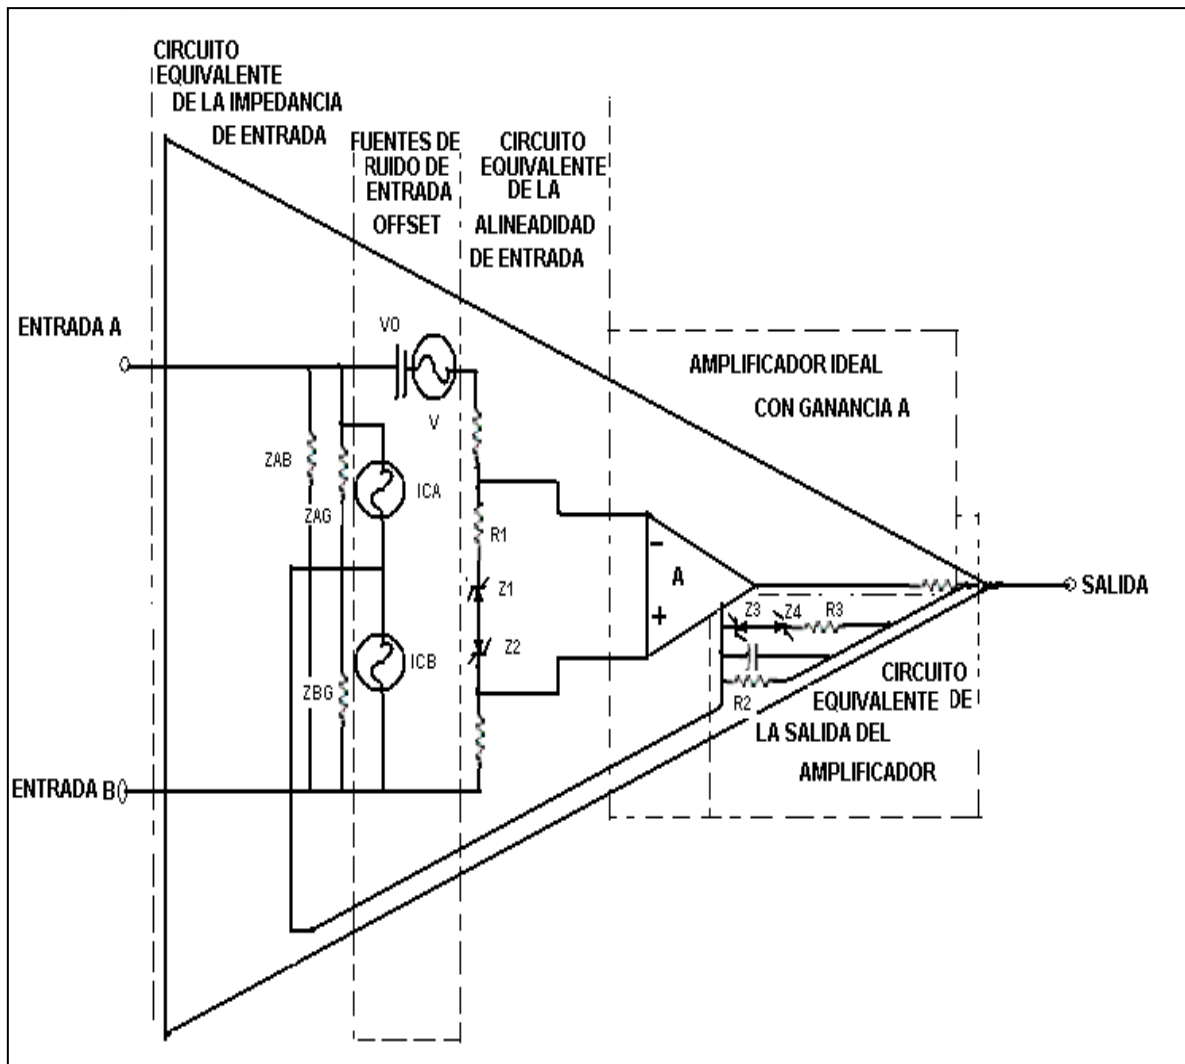 CIRCUITO
EQUIVALENTE
DE LA IMPEDANCIA
DE ENTRADA
FUENTES DE
RUIDO DE
ENTRADA
OFFSET
CIRCUITO
EQUIVALENTE
DE LA
ALINEADIDAD
DE ENTRADA
ENTRADA A
VO
V
AMPLIFICADOR IDEAL
CON GANANCIA A
ZAB
ZAG
ICA
R1
Z1
Z2
-
A
+
SALIDA
Z3
Z4
R3
R2
ICB
ZBG
CIRCUITO
EQUIVALENTE DE
LA SALIDA DEL
AMPLIFICADOR
ENTRADA B